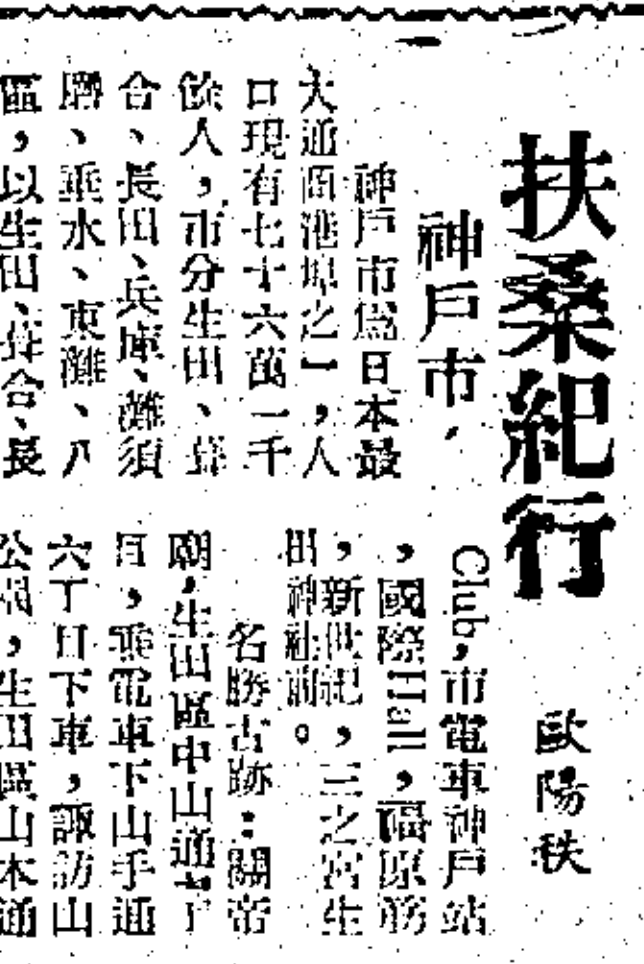 扶桑紀行
歐陽秩
神戶市
神戶市爲日本最
大通商港埠之一，人
口現有七十六萬一千
餘人，市分生田、葺
合、長田、兵庫、灘須
磨、垂水、東灘、八
區，以生田、葺合、長
Club，市電車神戶站
，國際Hall，福原筋
，新世紀，三之宮生
田神社前。
名勝古跡：關帝
廟，生田區中山通二丁
目，乘電車下山手通
六丁目下車，諏訪山
公園，生田區山本通